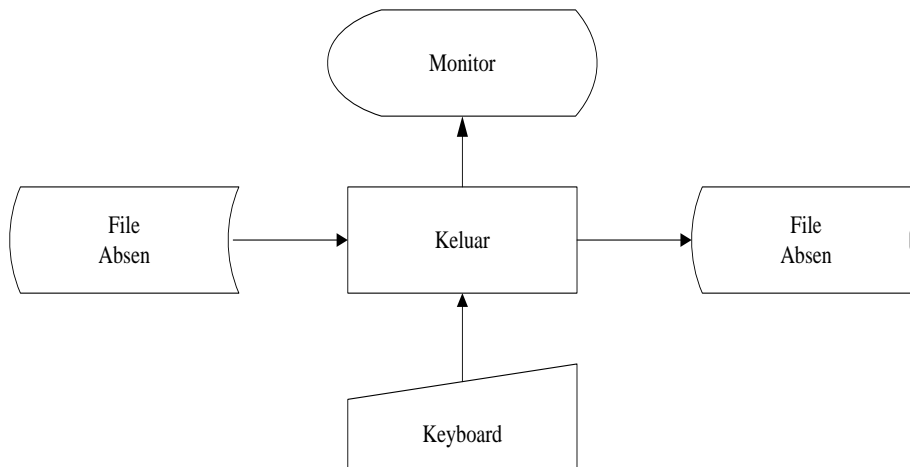 Monitor
File
Absen
Keluar
File
Absen
Keyboard